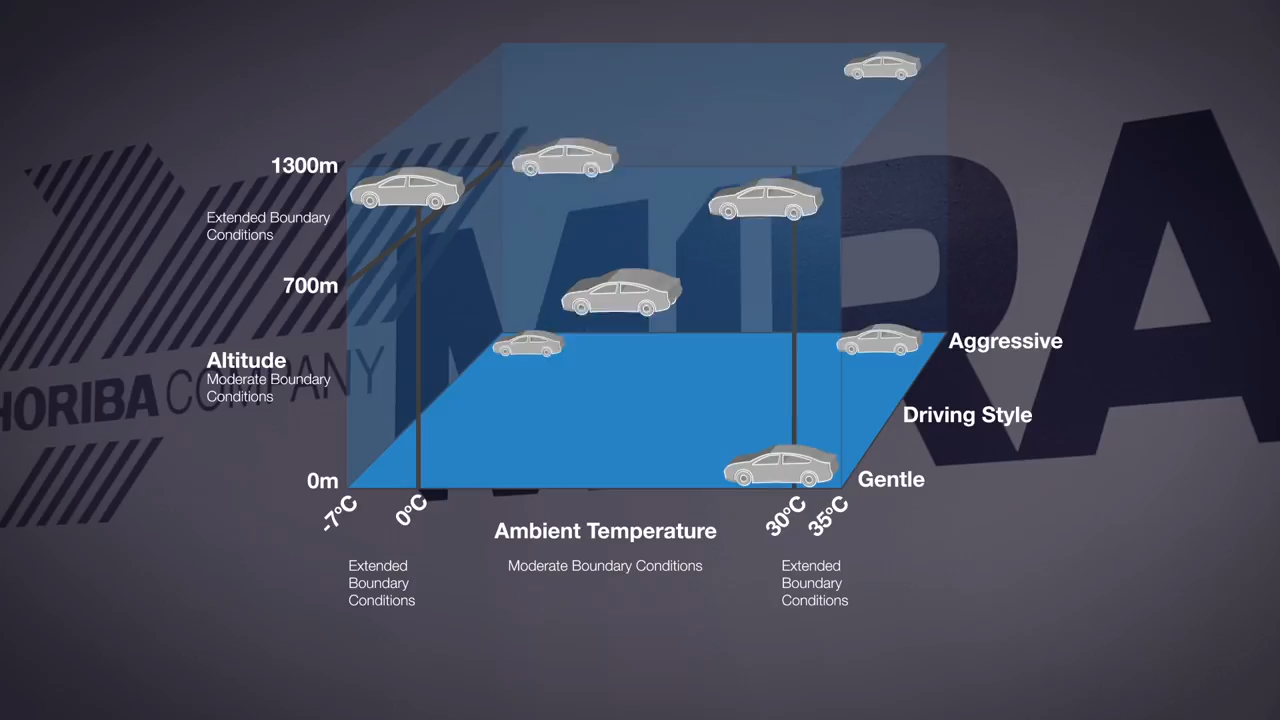 1300m
Extended Boundary
Conditions
700m
Altitude
Moderate Boundary
Conditions
0m
-7°C
0°C
30°C
35°C
Ambient Temperature
Moderate Boundary Conditions
Extended
Boundary
Conditions
Extended
Boundary
Conditions
Aggressive
Driving Style
Gentle
MIRA
HORIBA COMPANY